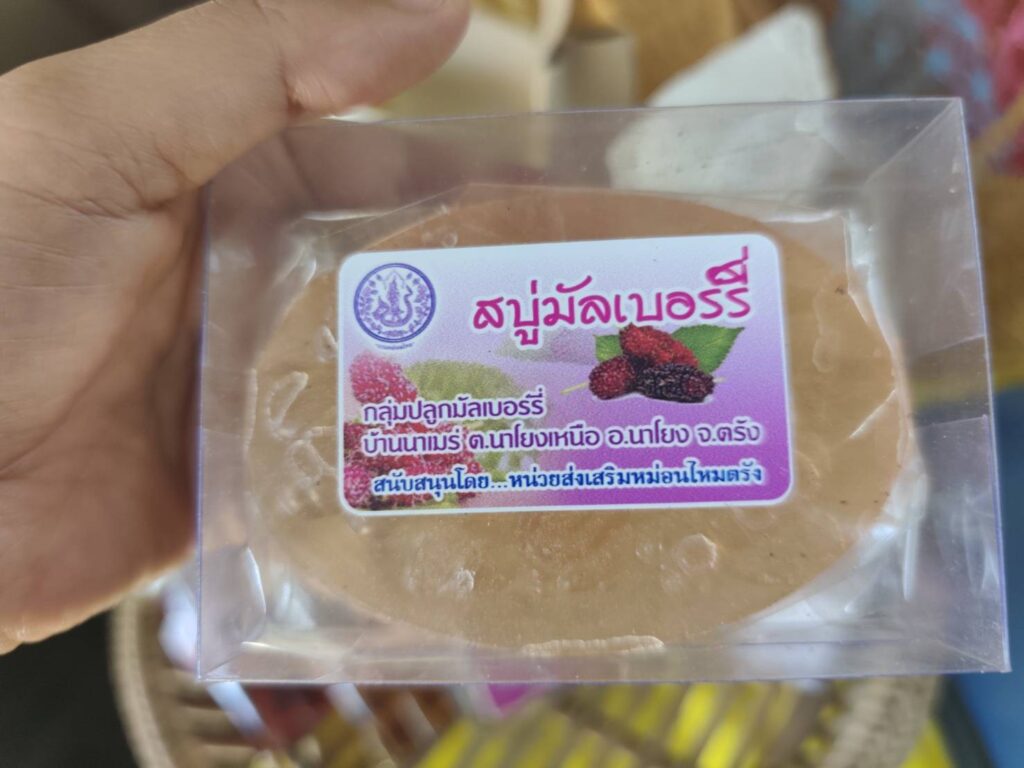 สบู่มัลเบอร์รี่
กลุ่มปลูกมัลเบอร์รี่
บ้านนาเมร่ ต.นาโยงเหนือ อ.นาโยง จ.ตรัง
สนับสนุนโดย...หน่วยส่งเสริมหม่อนไหมตรัง